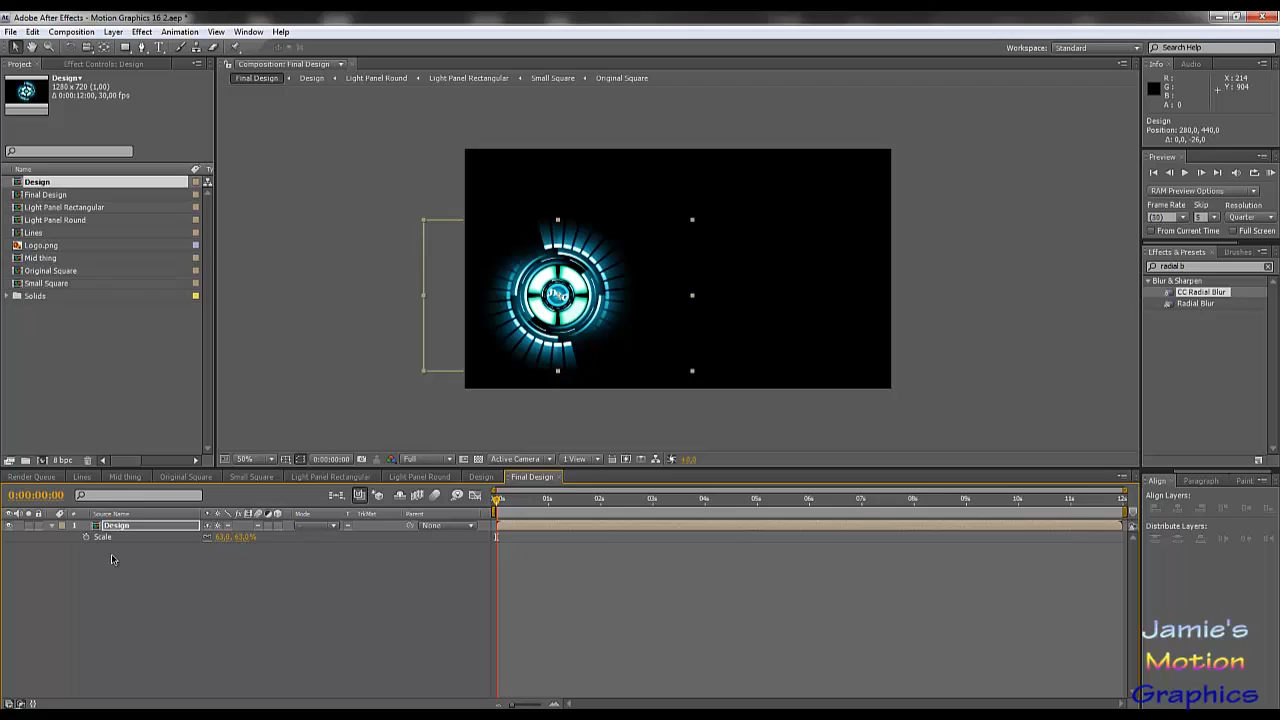 Adobe After Effects - Motion Graphics 16 2.aep *
File Edit Composition Layer Effect Animation View Window Help
Workspace: Standard Search Help
Project Effect Controls: Design
Composition: Final Design
Info Audio
Design▾
1280 x 720 (1,00)
Δ 0:00:12:00, 30,00 fps
Final Design Design Light Panel Round Light Panel Rectangular Small Square Original Square
R : X : 214
G : Y : 904
B :
A : 0
Design
Position: 280,0, 440,0
Δ: 0,0, -26,0
Preview
Name Ty
Design
Final Design
Light Panel Rectangular
Light Panel Round
Lines
Logo.png
Mid thing
Original Square
Small Square
Solids
RAM Preview Options
Frame Rate Skip Resolution
(30) 5 Quarter
From Current Time Full Screen
Effects & Presets Brushes
radial b
Blur & Sharpen
CC Radial Blur
Radial Blur
8 bpc
50% 0:00:00:00 Full Active Camera 1 View +0,0
Render Queue Lines Mid thing Original Square Small Square Light Panel Rectangular Light Panel Round Design Final Design
Align Paragraph Paint
Align Layers:
Distribute Layers:
0:00:00:00
01s 02s 03s 04s 05s 06s 07s 08s 09s 10s 11s
# Source Name Mode T TrkMat Parent
1 Design - None
Scale 63,0, 63,0%
Jamie's
Motion
Graphics